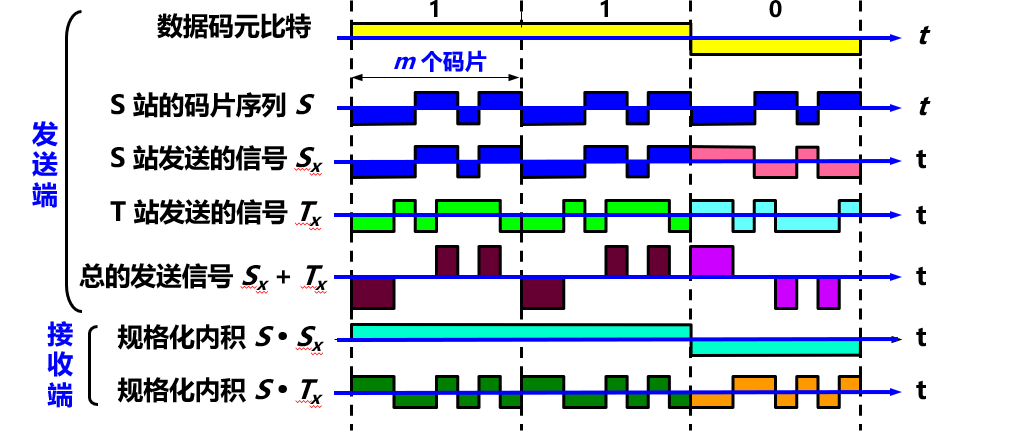 1 1 0
数据码元比特 t
m 个码片
S 站的码片序列 S t
S 站发送的信号 Sx t
T 站发送的信号 Tx t
总的发送信号 Sx + Tx t
规格化内积 S • Sx t
规格化内积 S • Tx t
发送端
接收端